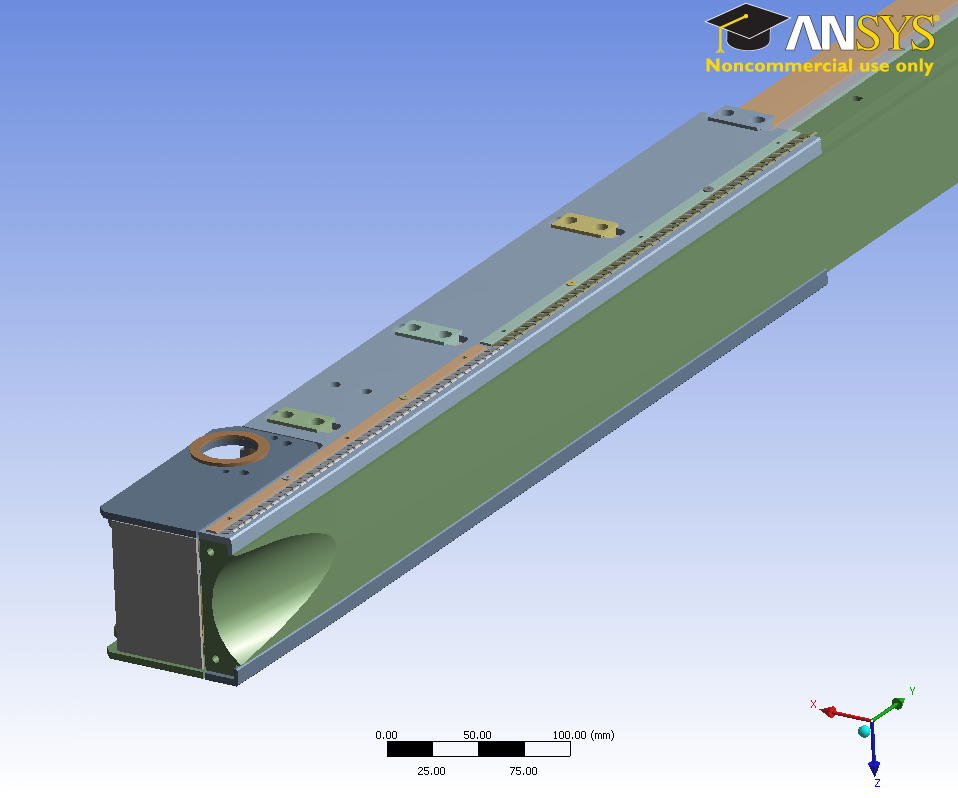 ANSYS®
Noncommercial use only
X
Y
Z
0.00 50.00 100.00 (mm)
25.00 75.00